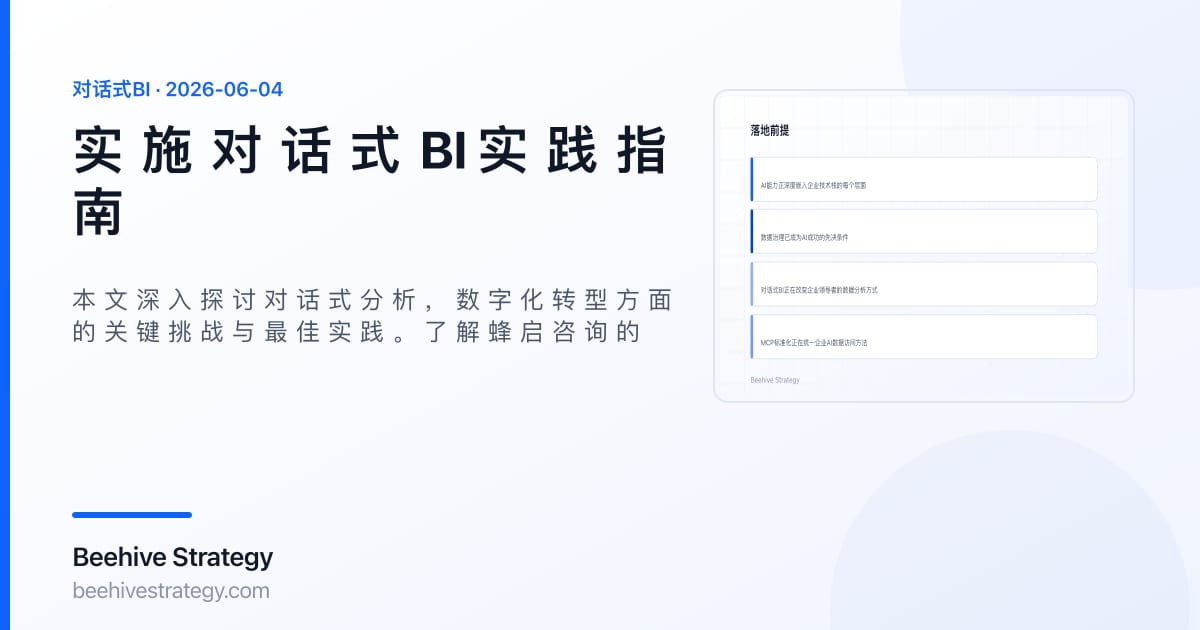 对话式BI · 2026-06-04
实施对话式BI实践指
南
本文深入探讨对话式分析，数字化转型方面
的关键挑战与最佳实践。了解蜂启咨询的
Beehive Strategy
beehivestrategy.com
落地前提
AI能力正深度嵌入企业技术栈的每个层面
数据治理已成为AI成功的先决条件
对话式BI正在改变企业领导者的数据分析方式
MCP标准化正在统一企业AI数据访问方法
Beehive Strategy